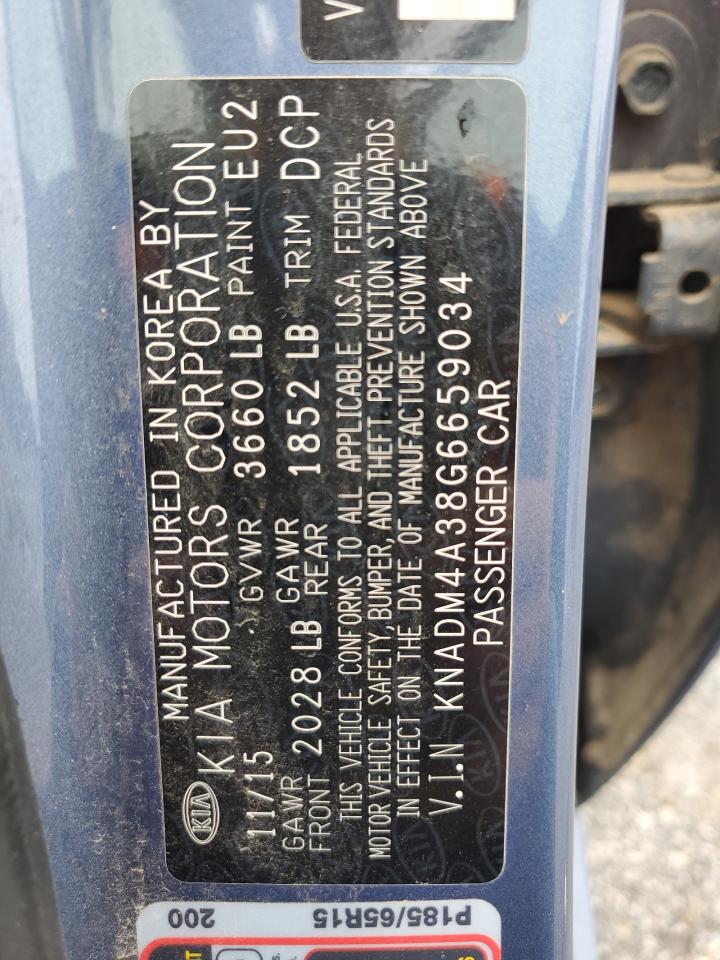 MANUFACTURED IN KOREA BY
KIA KIA MOTORS CORPORATION
11/15 GVWR 3660 LB PAINT EU2
GAWR FRONT 2028 LB GAWR REAR 1852 LB TRIM DCP
THIS VEHICLE CONFORMS TO ALL APPLICABLE U.S.A. FEDERAL
MOTOR VEHICLE SAFETY, BUMPER, AND THEFT PREVENTION STANDARDS
IN EFFECT ON THE DATE OF MANUFACTURE SHOWN ABOVE
V.I.N KNADM4A38G6659034
PASSENGER CAR
P185/65R15
200